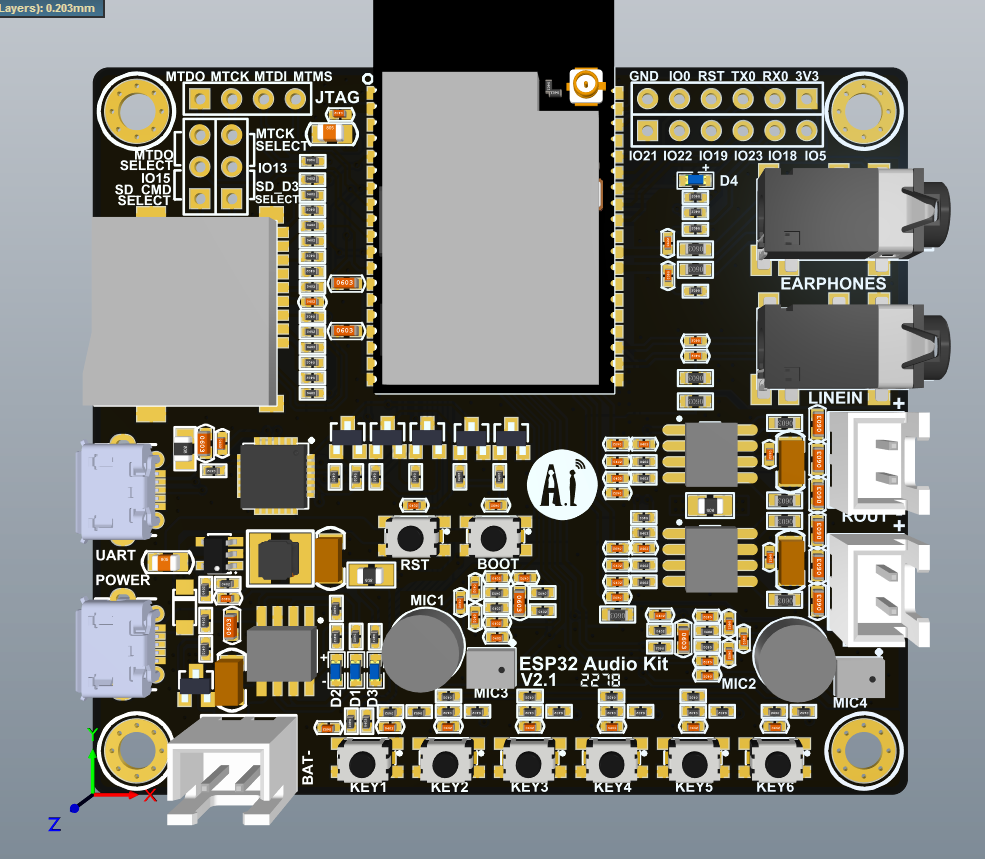 Layers): 0.203mm
MTDO MTCK MTDI MTMS
JTAG
GND IO0 RST TX0 RX0 3V3
MTCK
SELECT
MTDO
SELECT
IO13
IO15
SD_CMD
SELECT
SD_D3
SELECT
IO21 IO22 IO19 IO23 IO18 IO5
+
D4
EARPHONES
0603
0603
LINEIN
+
Ai
ROUT
+
UART
POWER
RST
BOOT
MIC1
ESP32 Audio Kit
V2.1 2278
MIC3
MIC2
MIC4
D2
D1
D3
BAT-
KEY1 KEY2 KEY3 KEY4 KEY5 KEY6
Y
X
Z